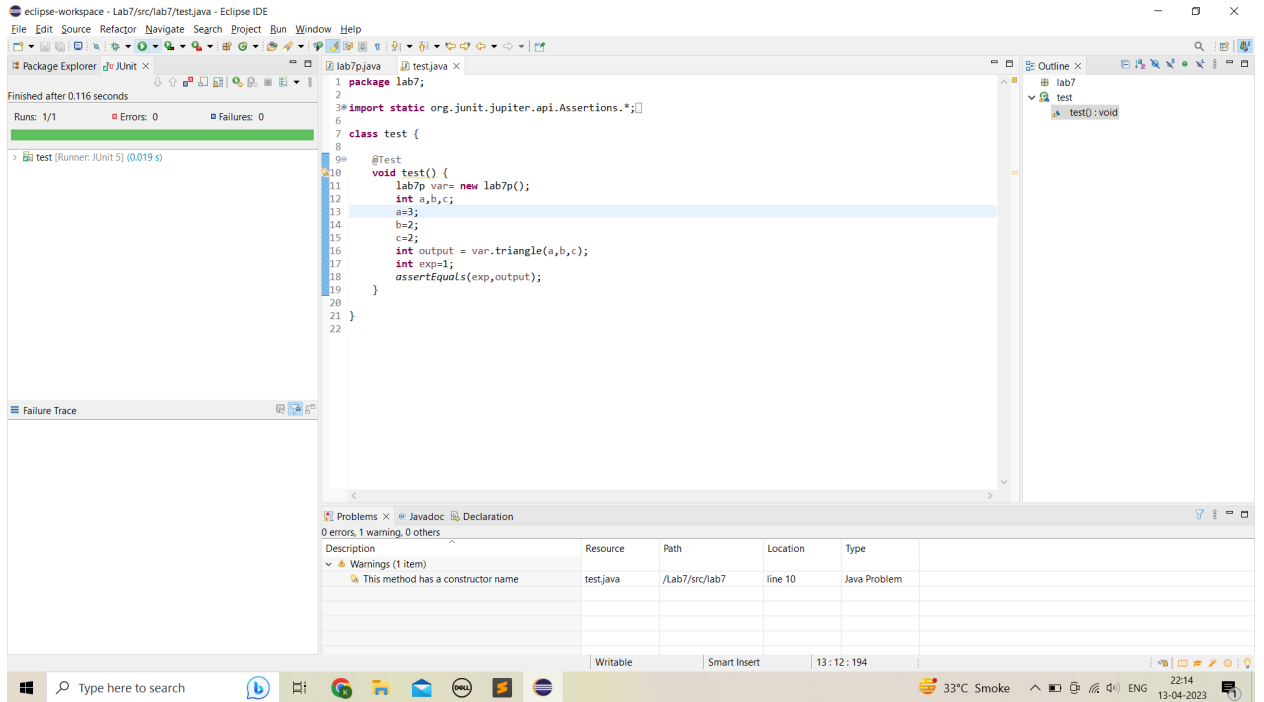 eclipse-workspace - Lab7/src/lab7/test.java - Eclipse IDE
File Edit Source Refactor Navigate Search Project Run Window Help
Package Explorer JUnit
Finished after 0.116 seconds
Runs: 1/1 Errors: 0 Failures: 0
test [Runner: JUnit 5] (0.019 s)
Failure Trace
lab7p.java test.java
1 package lab7;
2
3 import static org.junit.jupiter.api.Assertions.*;
6
7 class test {
8
9 @Test
10 void test() {
11 lab7p var= new lab7p();
12 int a,b,c;
13 a=3;
14 b=2;
15 c=2;
16 int output = var.triangle(a,b,c);
17 int exp=1;
18 assertEquals(exp,output);
19 }
20
21 }
22
Outline
lab7
test
test() : void
Problems Javadoc Declaration
0 errors, 1 warning, 0 others
Description Resource Path Location Type
Warnings (1 item)
This method has a constructor name test.java /Lab7/src/lab7 line 10 Java Problem
Writable Smart Insert 13 : 12 : 194
Type here to search
DELL
33°C Smoke
ENG
22:14
13-04-2023
1